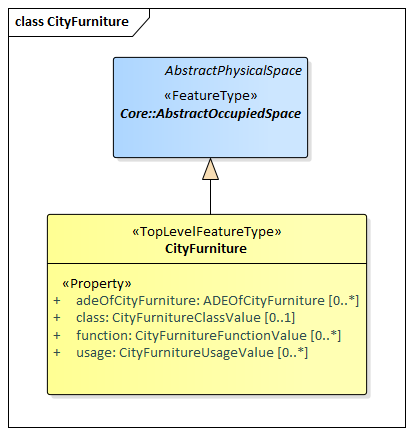 class CityFurniture
AbstractPhysicalSpace
«FeatureType»
Core::AbstractOccupiedSpace
«TopLevelFeatureType»
CityFurniture
«Property»
+ adeOfCityFurniture: ADEOfCityFurniture [0..*]
+ class: CityFurnitureClassValue [0..1]
+ function: CityFurnitureFunctionValue [0..*]
+ usage: CityFurnitureUsageValue [0..*]